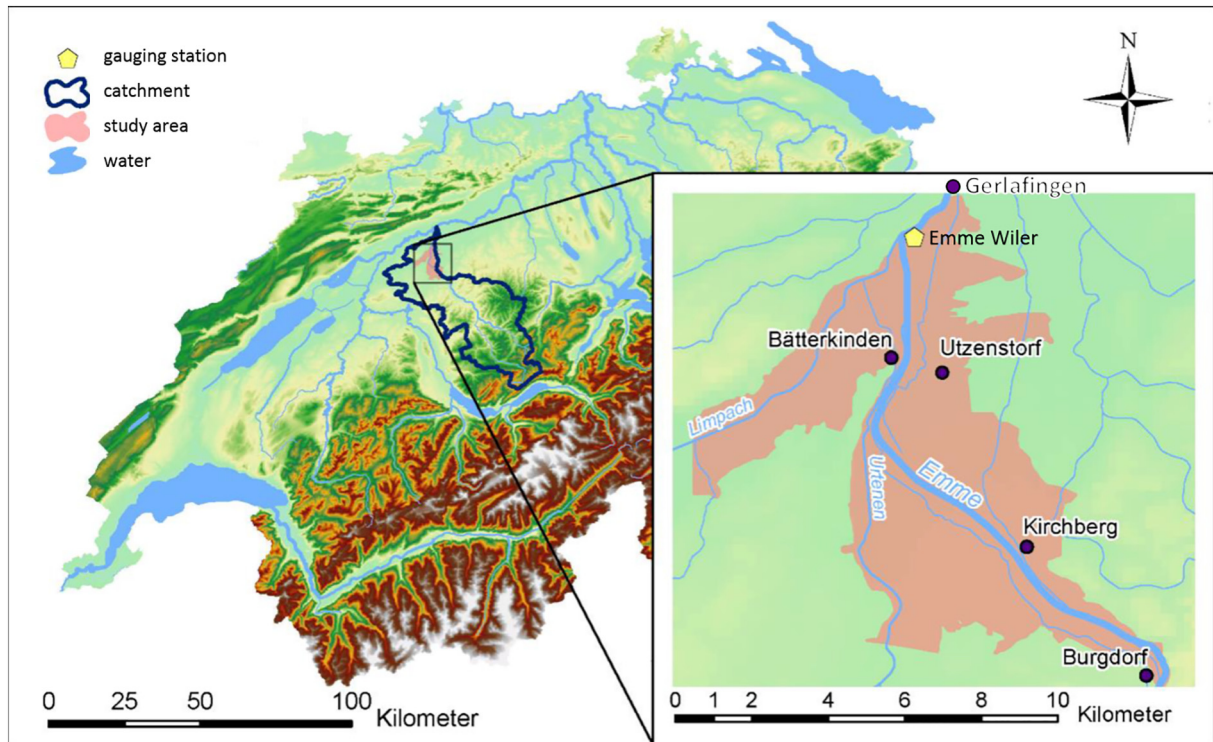 gauging station
catchment
study area
water
N
Gerlafingen
Emme Wiler
Bätterkinden
Utzenstorf
Limpach
Urtenen
Emme
Kirchberg
Burgdorf
0 25 50 100
Kilometer
0 1 2 4 6 8 10
Kilometer